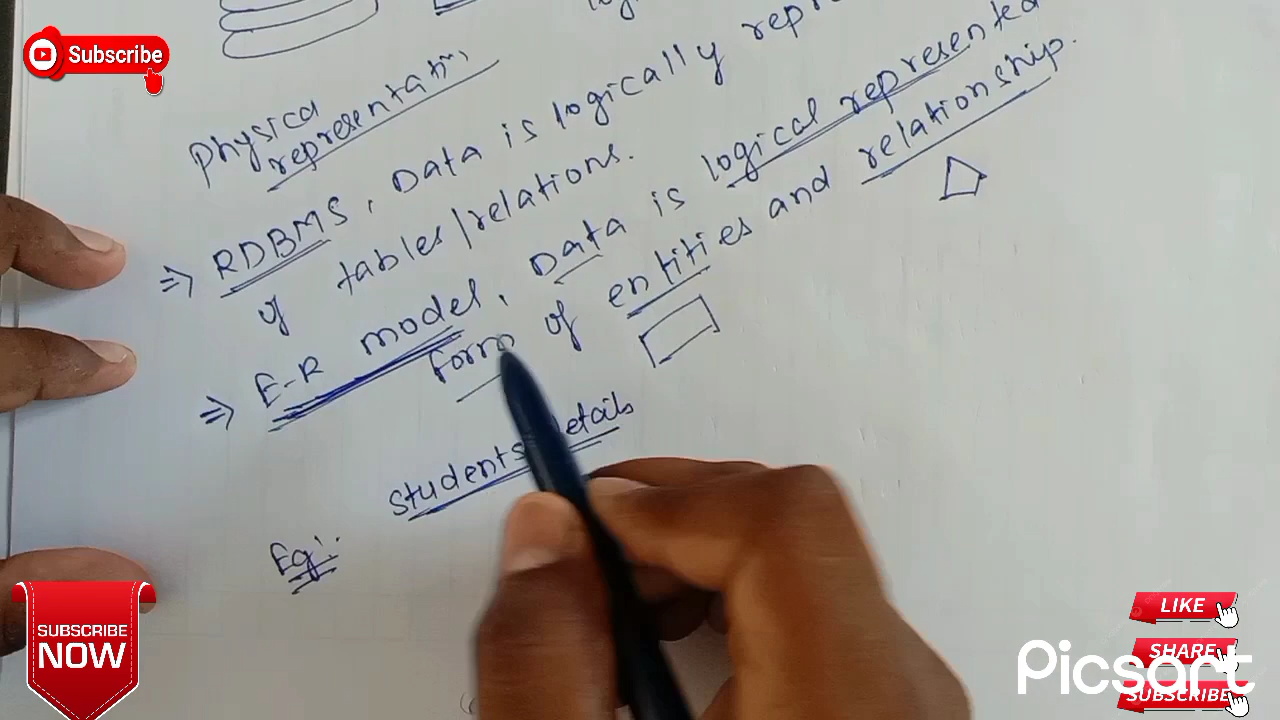 Subscribe
Physical
representation
⇒ RDBMS, Data is logically
of tables/relations.
⇒ E-R model, Data is logical represented
form of entities and relationship.
students details
Eg:-
SUBSCRIBE
NOW
LIKE
SHARE
SUBSCRIBE
Picsart